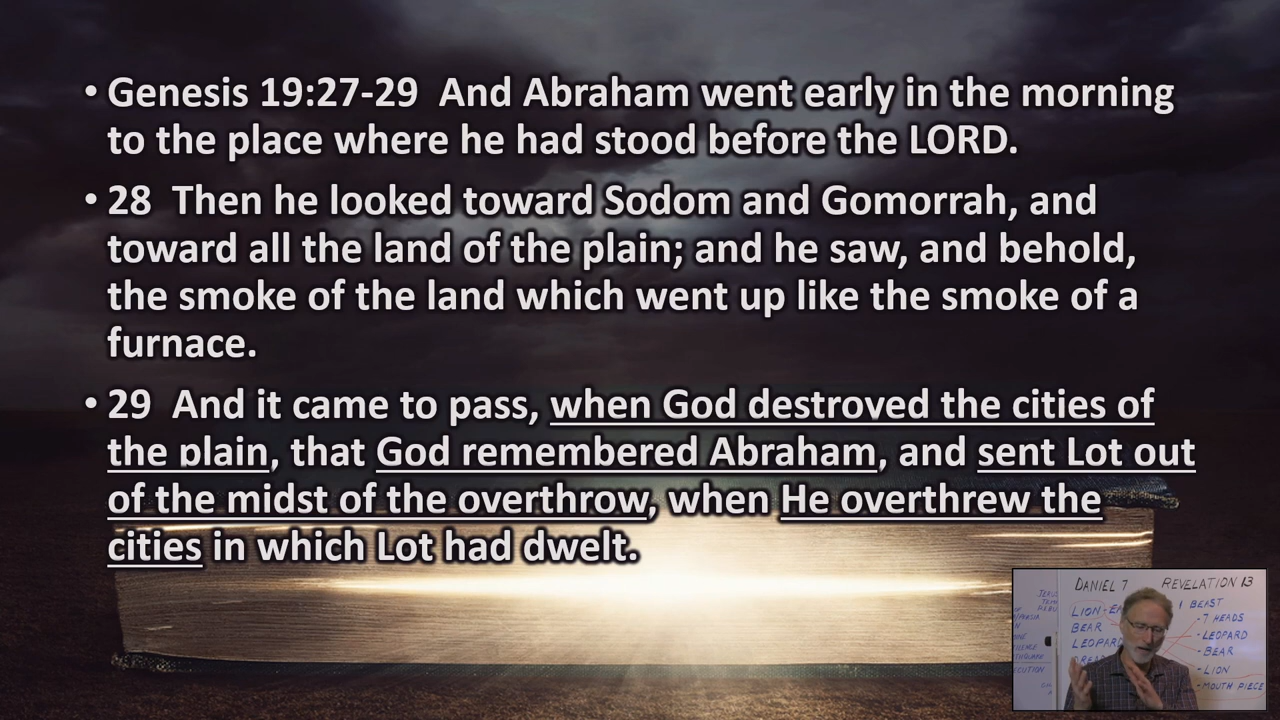 • Genesis 19:27-29 And Abraham went early in the morning
to the place where he had stood before the LORD.
• 28 Then he looked toward Sodom and Gomorrah, and
toward all the land of the plain; and he saw, and behold,
the smoke of the land which went up like the smoke of a
furnace.
• 29 And it came to pass, when God destroyed the cities of
the plain, that God remembered Abraham, and sent Lot out
of the midst of the overthrow, when He overthrew the
cities in which Lot had dwelt.
DANIEL 7 REVELATION 13
LION-
BEAR
LEOPARD
1 BEAST
-7 HEADS
-LEOPARD
-BEAR
-LION
-MOUTH PIECE